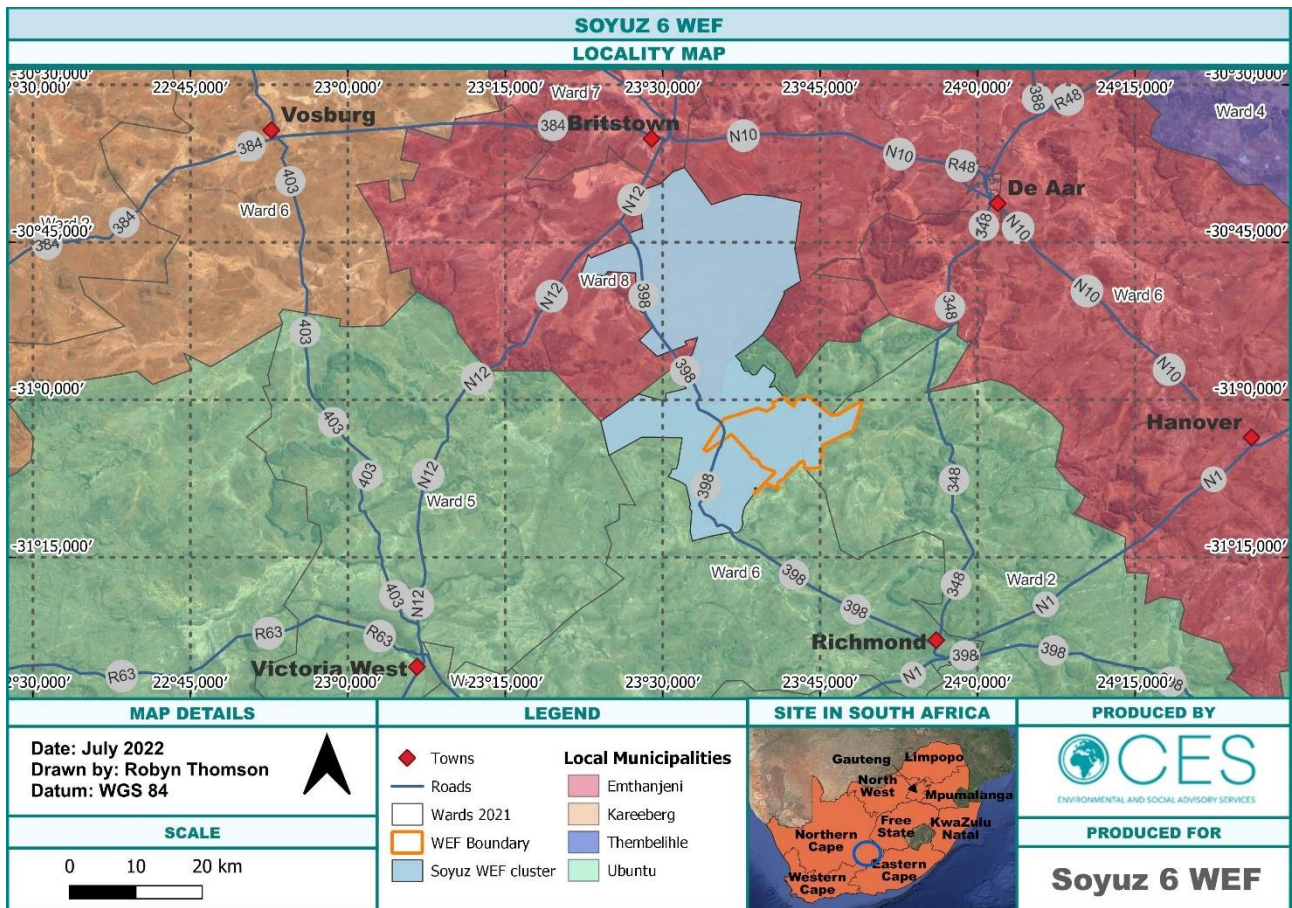 SOYUZ 6 WEF
LOCALITY MAP
-30°30,000′
2°30,000′ 22°45,000′ 23°0,000′ 23°15,000′ 23°30,000′ 23°45,000′ 24°0,000′ 24°15,000′
-30°30,000′
Ward 7
388
R48
Ward 4
Vosburg
384
384
Britstown
N10
N10
R48
De Aar
403
N12
Ward 6
384
384
348
N10
-30°45,000′
-30°45,000′
Ward 8
N12
398
N10
Ward 6
348
403
398
N12
N10
-31°0,000′
-31°0,000′
403
Hanover
403
N12
398
348
N1
Ward 5
-31°15,000′
-31°15,000′
Ward 6
398
348
Ward 2
403
N12
398
N1
R63
R63
Richmond
398
398
Victoria West
R63
N1
2°30,000′ 22°45,000′ 23°0,000′ 23°15,000′ 23°30,000′ 23°45,000′ 24°0,000′ 24°15,000′
MAP DETAILS
Date: July 2022
Drawn by: Robyn Thomson
Datum: WGS 84
SCALE
0 10 20 km
LEGEND
Towns
Roads
Wards 2021
WEF Boundary
Soyuz WEF cluster
Local Municipalities
Emthanjeni
Kareeberg
Thembelihle
Ubuntu
SITE IN SOUTH AFRICA
Gauteng
Limpopo
North West
Mpumalanga
Free State
KwaZulu Natal
Northern Cape
Eastern Cape
Western Cape
PRODUCED BY
CES
ENVIRONMENTAL AND SOCIAL ADVISORY SERVICES
PRODUCED FOR
Soyuz 6 WEF